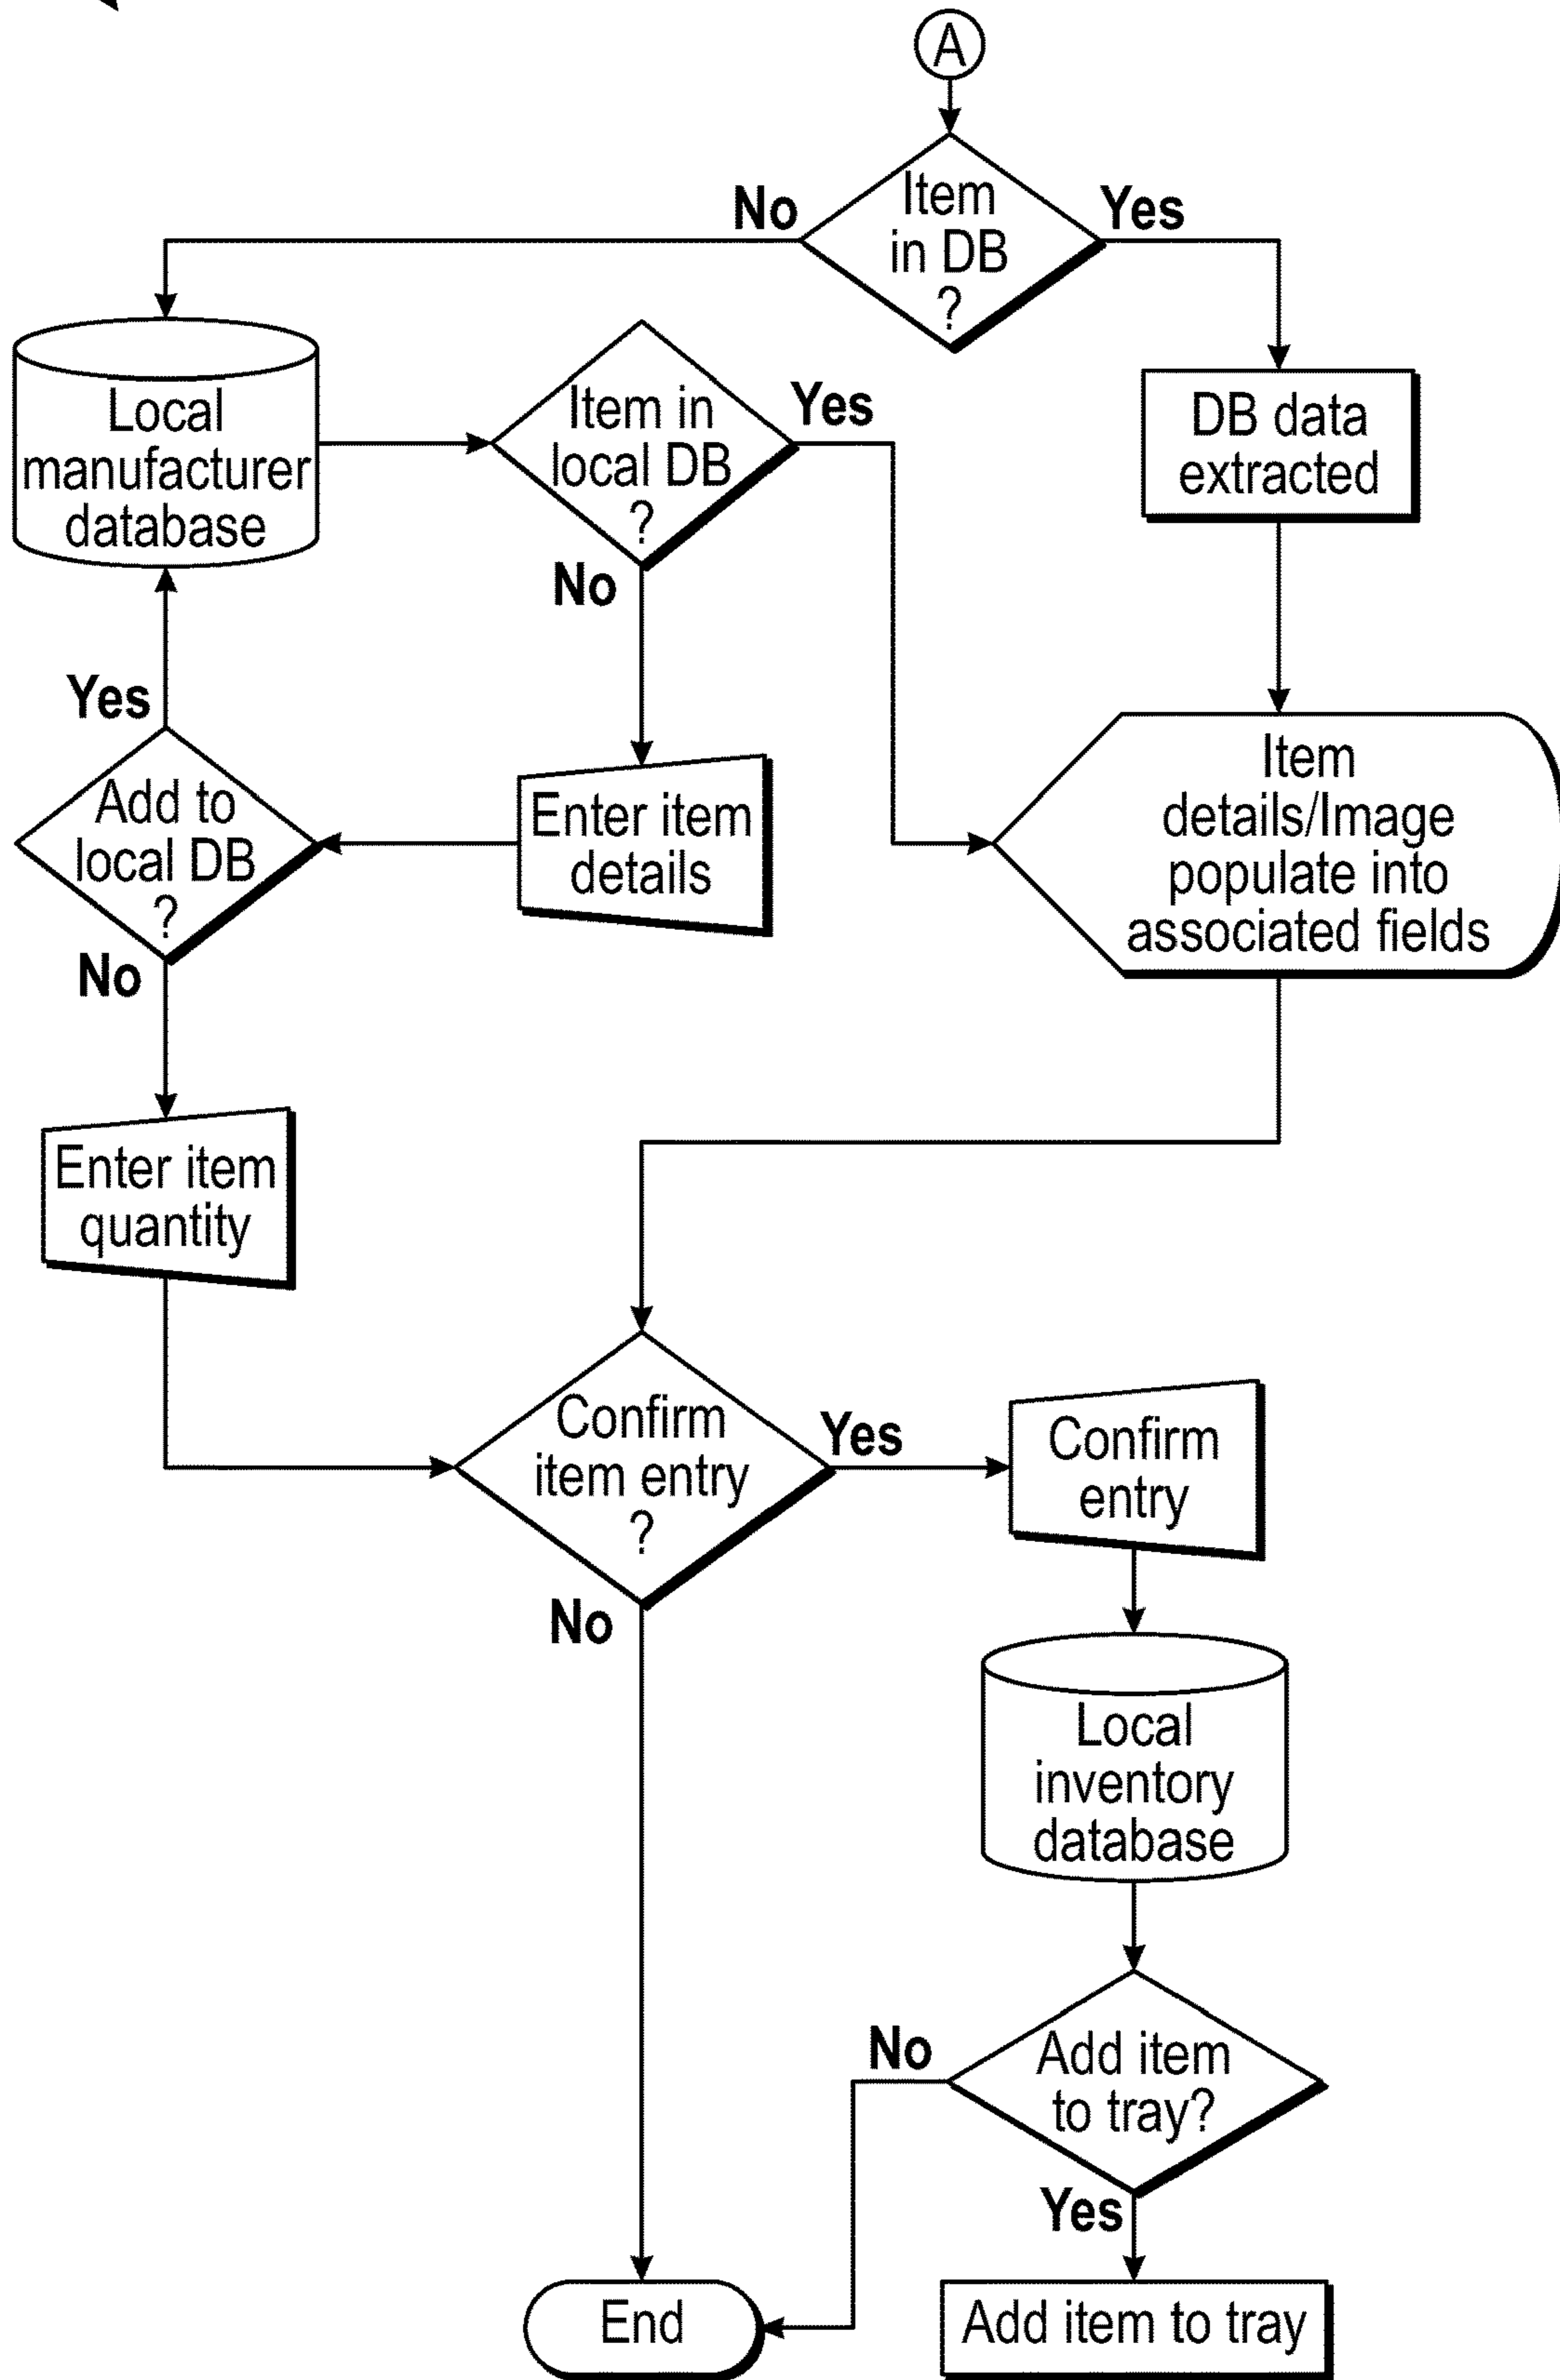 A
Item
in DB
?
No
Yes
Local
manufacturer
database
Item in
local DB
?
Yes
No
DB data
extracted
Yes
Add to
local DB
?
No
Enter item
details
Item
details/Image
populate into
associated fields
Enter item
quantity
Confirm
item entry
?
Yes
No
Confirm
entry
Local
inventory
database
Add item
to tray?
No
Yes
End
Add item to tray